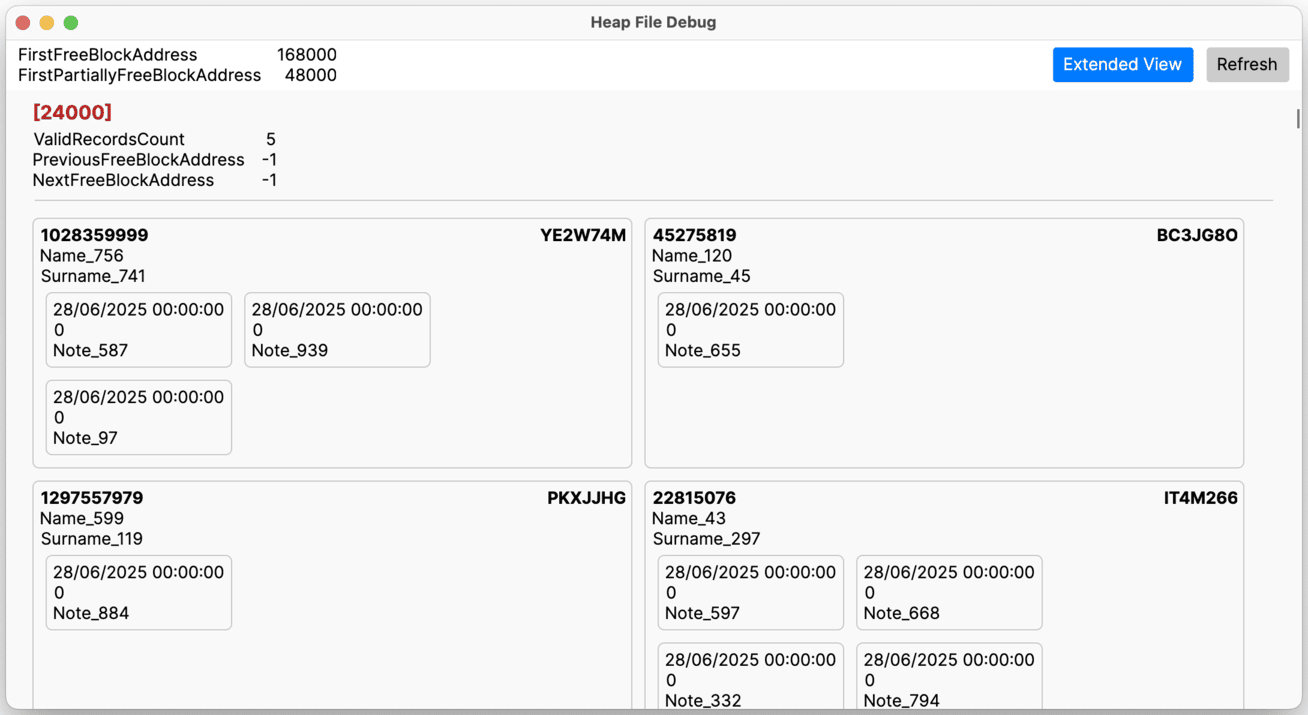 Heap File Debug
FirstFreeBlockAddress 168000
FirstPartiallyFreeBlockAddress 48000
Extended View
Refresh
[24000]
ValidRecordsCount 5
PreviousFreeBlockAddress -1
NextFreeBlockAddress -1
1028359999 YE2W74M
Name_756
Surname_741
28/06/2025 00:00:00
0
Note_587
28/06/2025 00:00:00
0
Note_939
28/06/2025 00:00:00
0
Note_97
45275819 BC3JG8O
Name_120
Surname_45
28/06/2025 00:00:00
0
Note_655
1297557979 PKXJJHG
Name_599
Surname_119
28/06/2025 00:00:00
0
Note_884
22815076 IT4M266
Name_43
Surname_297
28/06/2025 00:00:00
0
Note_597
28/06/2025 00:00:00
0
Note_668
28/06/2025 00:00:00
0
Note_332
28/06/2025 00:00:00
0
Note_794